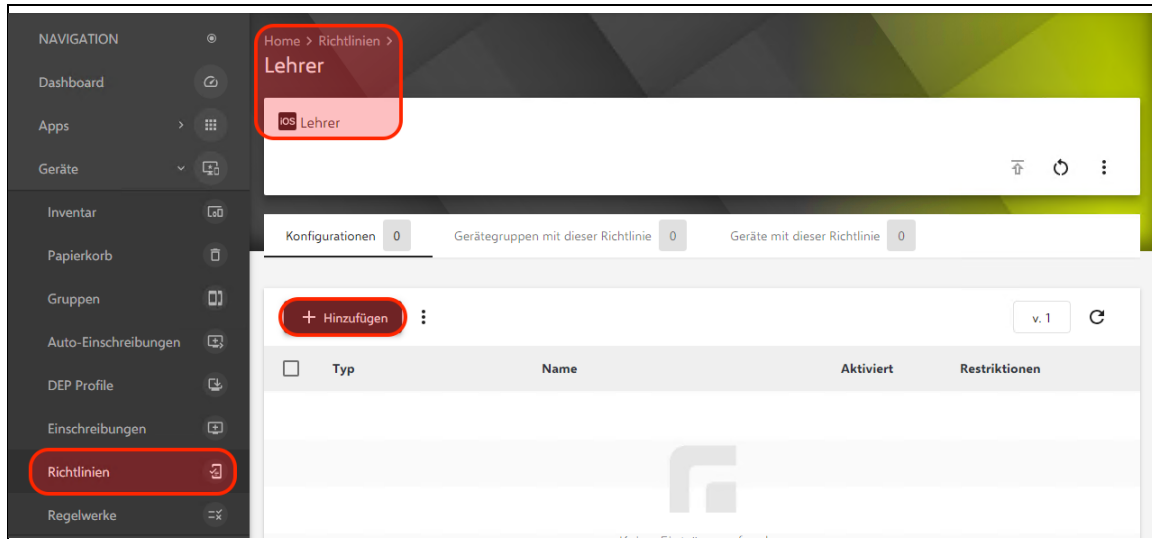 NAVIGATION
Dashboard
Apps
Geräte
Inventar
Papierkorb
Gruppen
Auto-Einschreibungen
DEP Profile
Einschreibungen
Richtlinien
Regelwerke
Home > Richtlinien >
Lehrer
iOS Lehrer
Konfigurationen 0 Gerätegruppen mit dieser Richtlinie 0 Geräte mit dieser Richtlinie 0
+ Hinzufügen v. 1
Typ Name Aktiviert Restriktionen